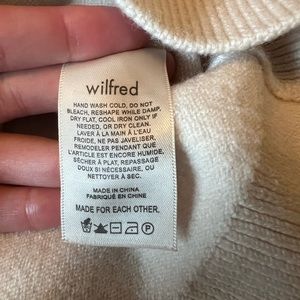 wilfred
HAND WASH COLD, DO NOT
BLEACH, RESHAPE WHILE DAMP,
DRY FLAT, COOL IRON ONLY IF
NEEDED, OR DRY CLEAN.
LAVER À LA MAIN À L'EAU
FROIDE, NE PAS JAVELISER,
REMODELER PENDANT QUE
L'ARTICLE EST ENCORE HUMIDE,
SÉCHER À PLAT, REPASSAGE
DOUX SI NÉCESSAIRE, OU
NETTOYER À SEC.
MADE IN CHINA
FABRIQUÉ EN CHINE
MADE FOR EACH OTHER.
P